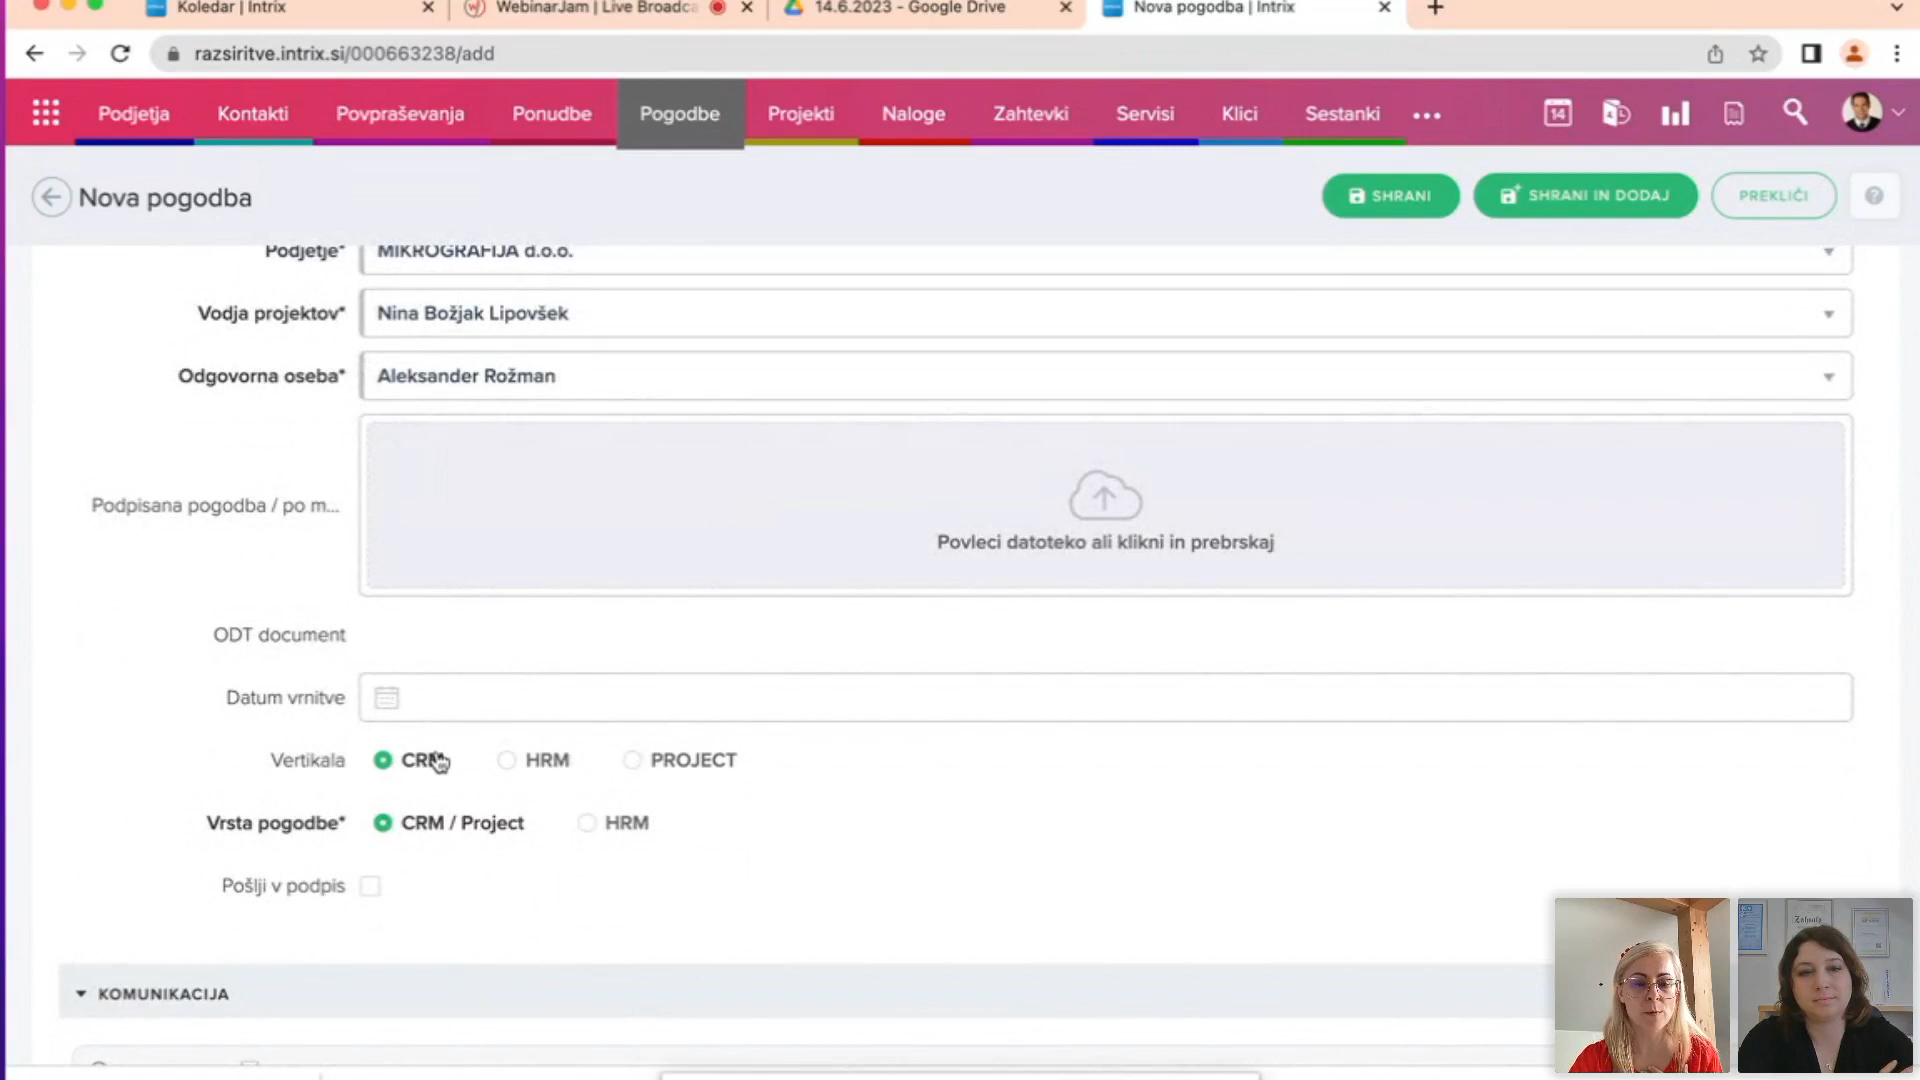 Koledar | Intrix
WebinarJam | Live Broadca
14.6.2023 - Google Drive
Nova pogodba | Intrix
razsiritve.intrix.si/000663238/add
Podjetja Kontakti Povpraševanja Ponudbe Pogodbe Projekti Naloge Zahtevki Servisi Klici Sestanki
14
Nova pogodba
SHRANI SHRANI IN DODAJ PREKLIČI
Podjetje* MIKROGRAFIJA d.o.o.
Vodja projektov* Nina Božjak Lipovšek
Odgovorna oseba* Aleksander Rožman
Podpisana pogodba / po m...
Povleci datoteko ali klikni in prebrskaj
ODT document
Datum vrnitve
Vertikala CRM HRM PROJECT
Vrsta pogodbe* CRM / Project HRM
Pošlji v podpis
KOMUNIKACIJA